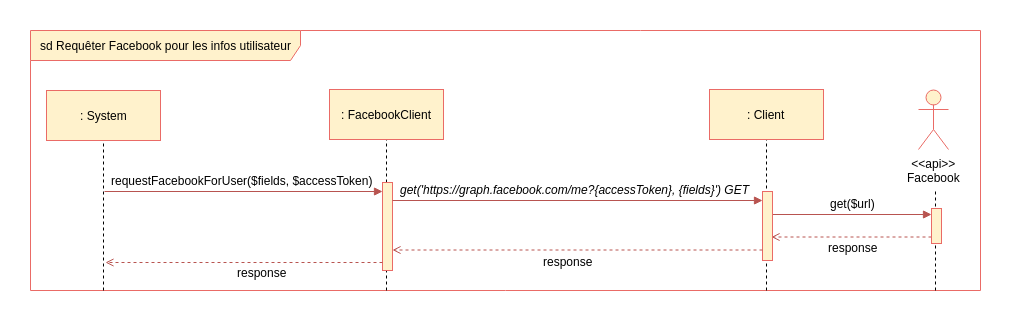 sd Requêter Facebook pour les infos utilisateur
: System
: FacebookClient
: Client
<<api>>
Facebook
requestFacebookForUser($fields, $accessToken)
get('https://graph.facebook.com/me?{accessToken}, {fields}') GET
get($url)
response
response
response